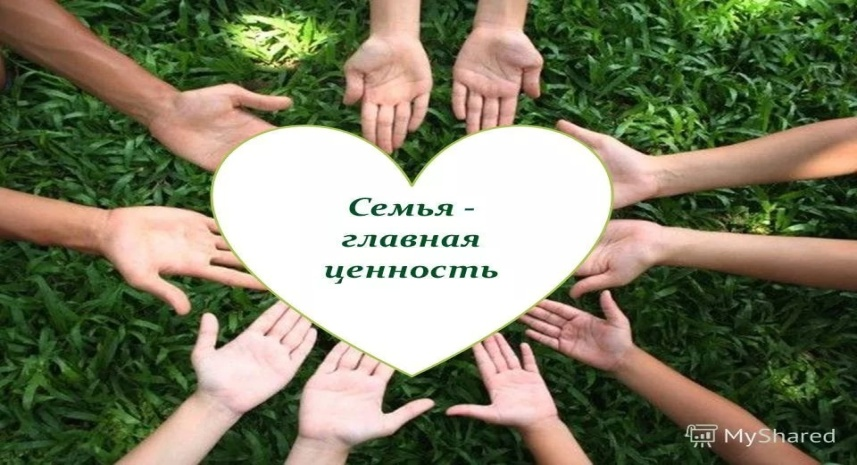 Семья -
главная
ценность
MyShared